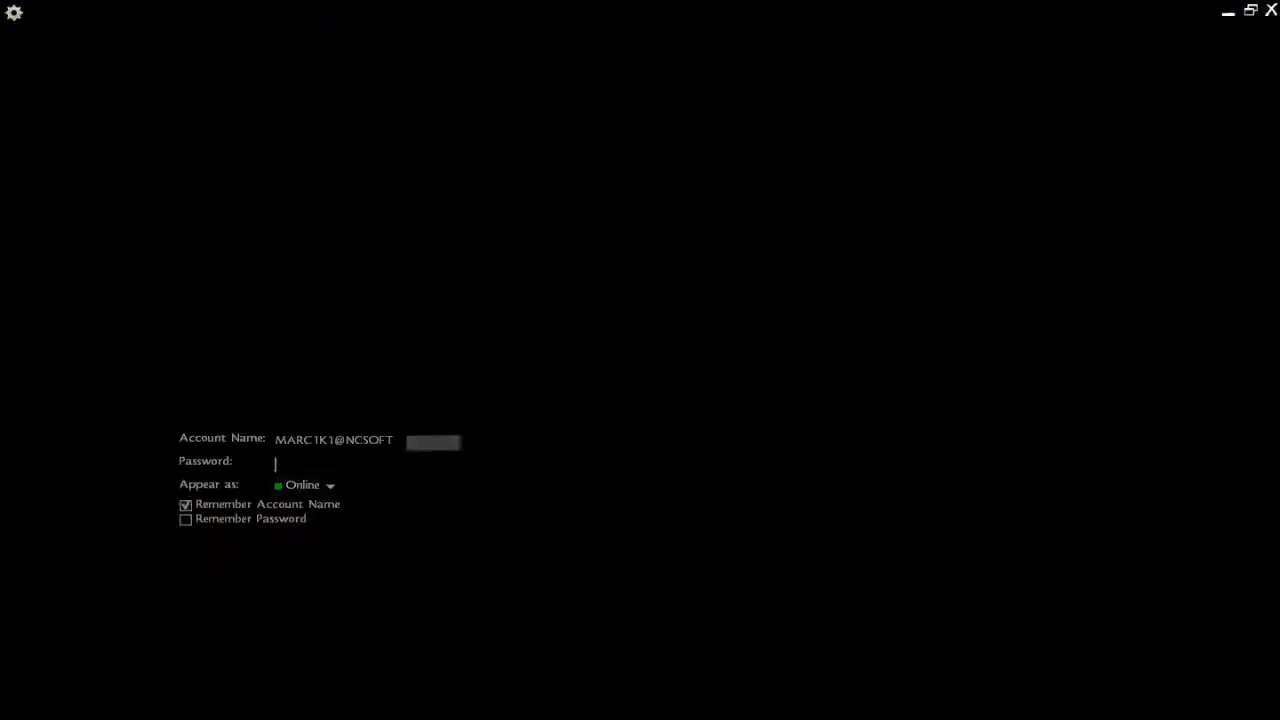 Account Name: MARC1K1@NCSOFT
Password:
Appear as: Online
Remember Account Name
Remember Password